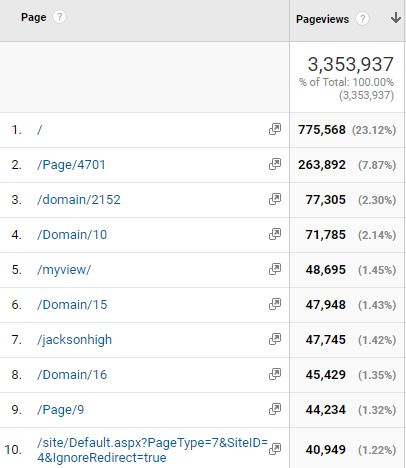 Page ? Pageviews ?
3,353,937
% of Total: 100.00%
(3,353,937)
1. / 775,568 (23.12%)
2. /Page/4701 263,892 (7.87%)
3. /domain/2152 77,305 (2.30%)
4. /Domain/10 71,785 (2.14%)
5. /myview/ 48,695 (1.45%)
6. /Domain/15 47,948 (1.43%)
7. /jacksonhigh 47,745 (1.42%)
8. /Domain/16 45,429 (1.35%)
9. /Page/9 44,234 (1.32%)
10. /site/Default.aspx?PageType=7&SiteID= 40,949 (1.22%)
4&IgnoreRedirect=true